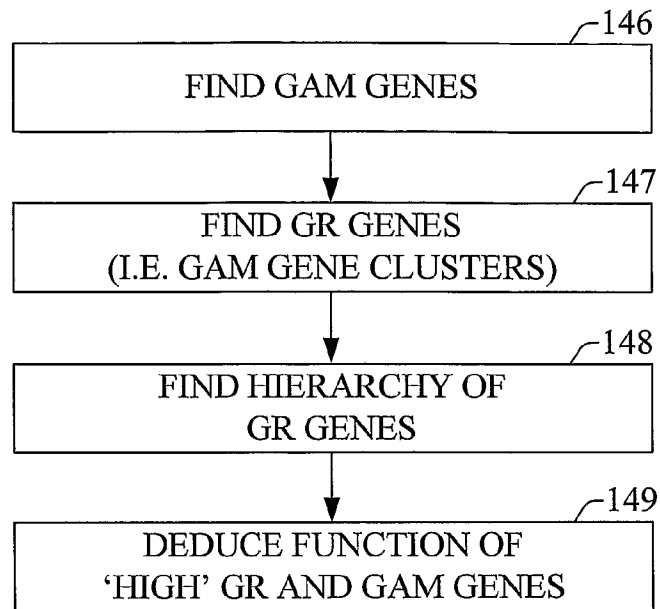 146
FIND GAM GENES
147
FIND GR GENES
(I.E. GAM GENE CLUSTERS)
148
FIND HIERARCHY OF
GR GENES
149
DEDUCE FUNCTION OF
'HIGH' GR AND GAM GENES